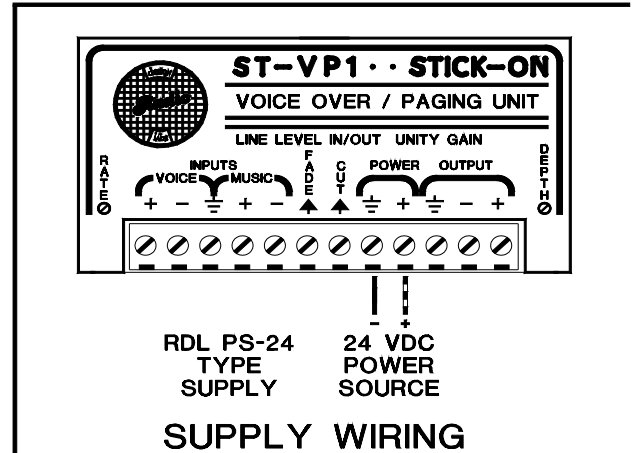 ST-VP1 · · STICK-ON
VOICE OVER / PAGING UNIT
LINE LEVEL IN/OUT UNITY GAIN
RATE
INPUTS
VOICE
MUSIC
FADE
CUT
POWER
OUTPUT
DEPTH
+ − + − + − +
− +
RDL PS-24
TYPE
SUPPLY
24 VDC
POWER
SOURCE
SUPPLY WIRING